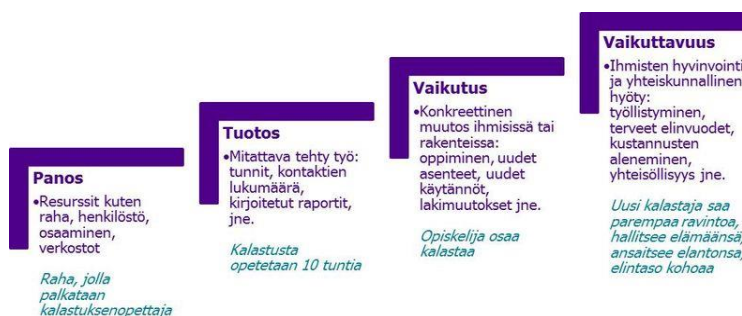 Panos
•Resurssit kuten
raha, henkilöstö,
osaaminen,
verkostot
Raha, jolla
palkataan
kalastuksenopettaja
Tuotos
•Mitattava tehty työ:
tunnit, kontaktien
lukumäärä,
kirjoitetut raportit,
jne.
Kalastusta
opetetaan 10 tuntia
Vaikutus
•Konkreettinen
muutos ihmisissä tai
rakenteissa:
oppiminen, uudet
asenteet, uudet
käytännöt,
lakimuutokset jne.
Opiskelija osaa
kalastaa
Vaikuttavuus
•Ihmisten hyvinvointi
ja yhteiskunnallinen
hyöty:
työllistyminen,
terveet elinvuodet,
kustannusten
aleneminen,
yhteisöllisyys jne.
Uusi kalastaja saa
parempaa ravintoa,
hallitsee elämäänsä,
ansaitsee elantonsa,
elintaso kohoaa